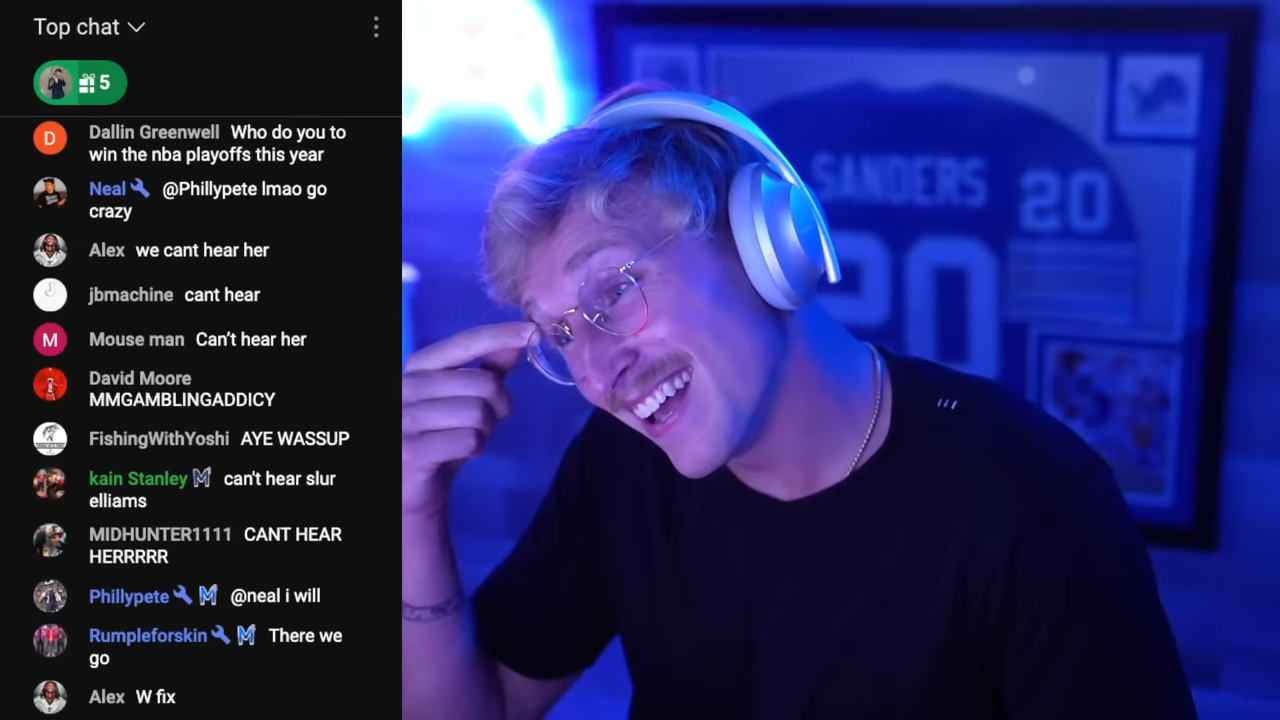 Top chat
5
D
Dallin Greenwell Who do you to
win the nba playoffs this year
Neal @Phillypete lmao go
crazy
Alex we cant hear her
jbmachine cant hear
M
Mouse man Can't hear her
David Moore
MMGAMBLINGADDICY
FishingWithYoshi AYE WASSUP
kain Stanley M can't hear slur
elliams
MIDHUNTER1111 CANT HEAR
HERRRRR
Phillypete M @neal i will
Rumpleforskin M There we
go
Alex W fix
SANDERS
20
20